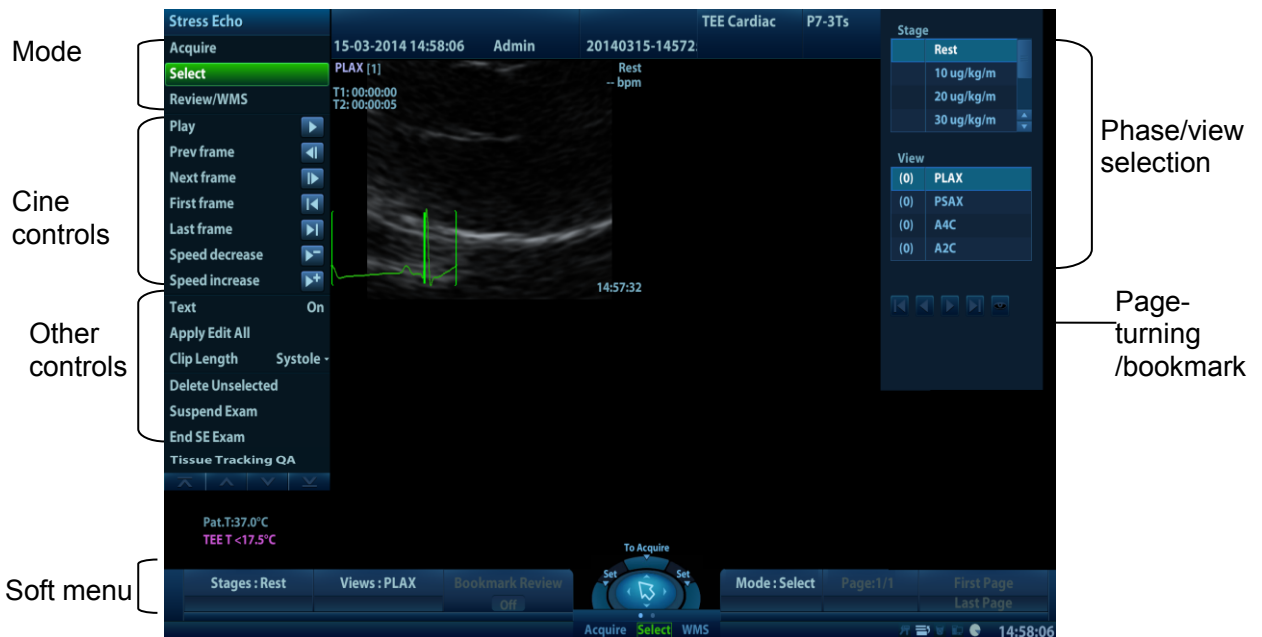 Mode
Cine
controls
Other
controls
Soft menu
Stress Echo
Acquire
Select
Review/WMS
Play
Prev frame
Next frame
First frame
Last frame
Speed decrease
Speed increase
Text On
Apply Edit All
Clip Length Systole
Delete Unselected
Suspend Exam
End SE Exam
Tissue Tracking QA
Pat.T:37.0°C
TEE T <17.5°C
TEE Cardiac P7-3Ts
15-03-2014 14:58:06 Admin 20140315-14572
PLAX [1]
T1: 00:00:00
T2: 00:00:05
Rest
-- bpm
14:57:32
Stage
Rest
10 ug/kg/m
20 ug/kg/m
30 ug/kg/m
View
(0) PLAX
(0) PSAX
(0) A4C
(0) A2C
Phase/view
selection
Page-
turning
/bookmark
Stages : Rest Views : PLAX Bookmark Review
Off
To Acquire
Set Set
Mode : Select Page:1/1 First Page
Last Page
Acquire Select WMS
14:58:06